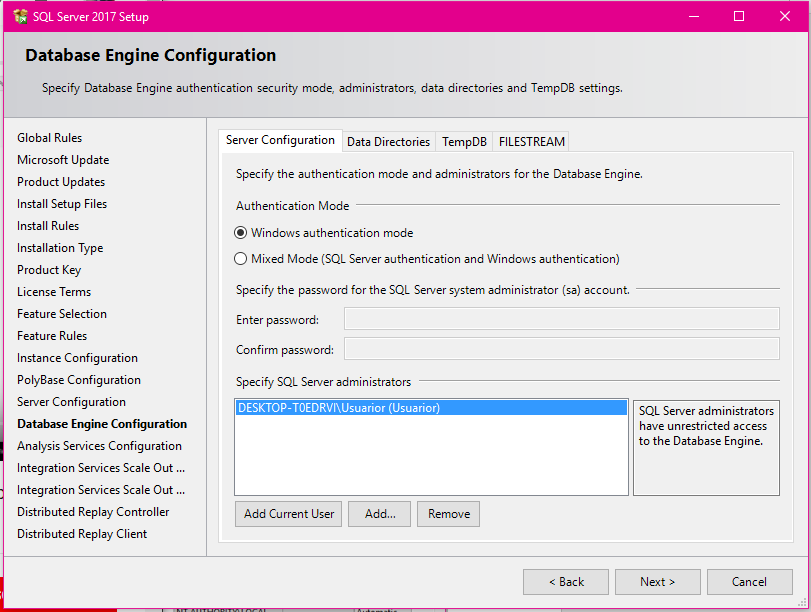 SQL Server 2017 Setup
Database Engine Configuration
Specify Database Engine authentication security mode, administrators, data directories and TempDB settings.
Global Rules
Microsoft Update
Product Updates
Install Setup Files
Install Rules
Installation Type
Product Key
License Terms
Feature Selection
Feature Rules
Instance Configuration
PolyBase Configuration
Server Configuration
Database Engine Configuration
Analysis Services Configuration
Integration Services Scale Out ...
Integration Services Scale Out ...
Distributed Replay Controller
Distributed Replay Client
Server Configuration Data Directories TempDB FILESTREAM
Specify the authentication mode and administrators for the Database Engine.
Authentication Mode
Windows authentication mode
Mixed Mode (SQL Server authentication and Windows authentication)
Specify the password for the SQL Server system administrator (sa) account.
Enter password:
Confirm password:
Specify SQL Server administrators
DESKTOP-T0EDRVI\Usuarior (Usuarior)
SQL Server administrators
have unrestricted access
to the Database Engine.
Add Current User Add... Remove
< Back Next > Cancel